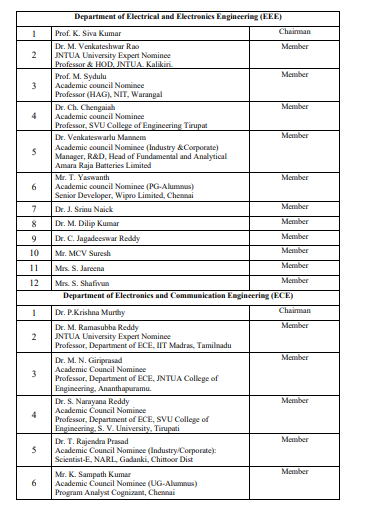 Department of Electrical and Electronics Engineering (EEE)
1 Prof. K. Siva Kumar Chairman
2 Dr. M. Venkateshwar Rao Member
JNTUA University Expert Nominee
Professor & HOD, JNTUA. Kalikiri.
3 Prof. M. Sydulu Member
Academic council Nominee
Professor (HAG), NIT, Warangal
4 Dr. Ch. Chengaiah Member
Academic council Nominee
Professor, SVU College of Engineering Tirupat
5 Dr. Venkateswarlu Mannem Member
Academic council Nominee (Industry &Corporate)
Manager, R&D, Head of Fundamental and Analytical
Amara Raja Batteries Limited
6 Mr. T. Yaswanth Member
Academic council Nominee (PG-Alumnus)
Senior Developer, Wipro Limited, Chennai
7 Dr. J. Srinu Naick Member
8 Dr. M. Dilip Kumar Member
9 Dr. C. Jagadeeswar Reddy Member
10 Mr. MCV Suresh Member
11 Mrs. S. Jareena Member
12 Mrs. S. Shafivun Member
Department of Electronics and Communication Engineering (ECE)
1 Dr. P.Krishna Murthy Chairman
2 Dr. M. Ramasubba Reddy Member
JNTUA University Expert Nominee
Professor, Department of ECE, IIT Madras, Tamilnadu
3 Dr. M. N. Giriprasad Member
Academic Council Nominee
Professor, Department of ECE, JNTUA College of
Engineering, Ananthapuramu.
4 Dr. S. Narayana Reddy Member
Academic Council Nominee
Professor, Department of ECE, SVU College of
Engineering, S. V. University, Tirupati
5 Dr. T. Rajendra Prasad Member
Academic Council Nominee (Industry/Corporate):
Scientist-E, NARL, Gadanki, Chittoor Dist
6 Mr. K. Sampath Kumar Member
Academic Council Nominee (UG-Alumnus)
Program Analyst Cognizant, Chennai